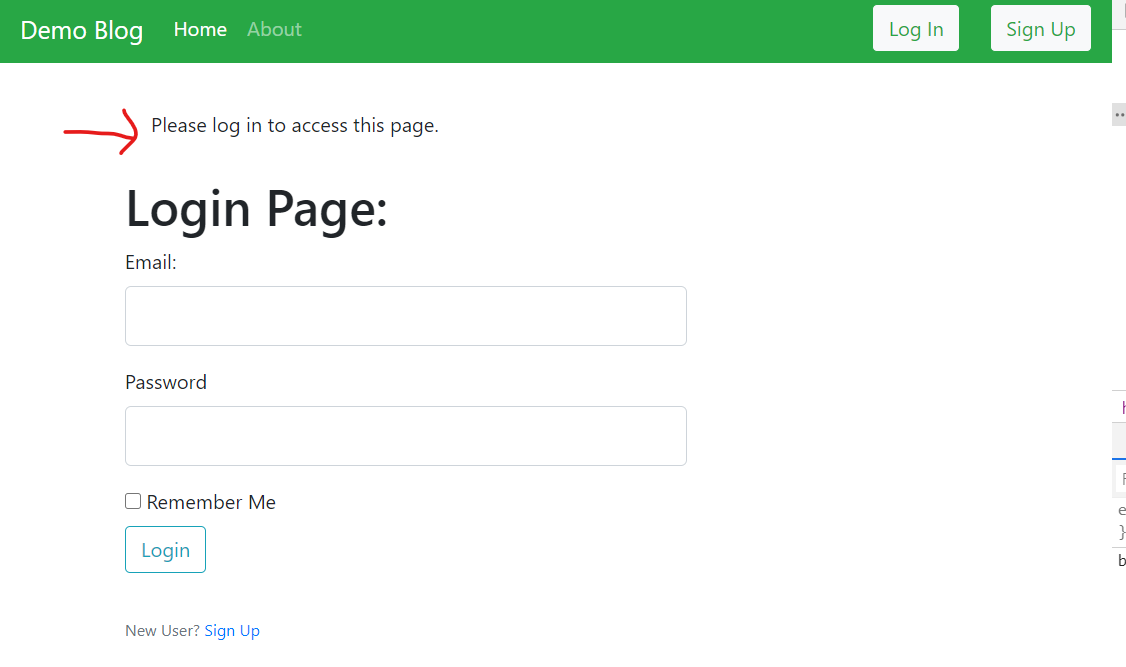 Demo Blog Home About Log In Sign Up
Please log in to access this page.
Login Page:
Email:
Password
Remember Me
Login
New User? Sign Up